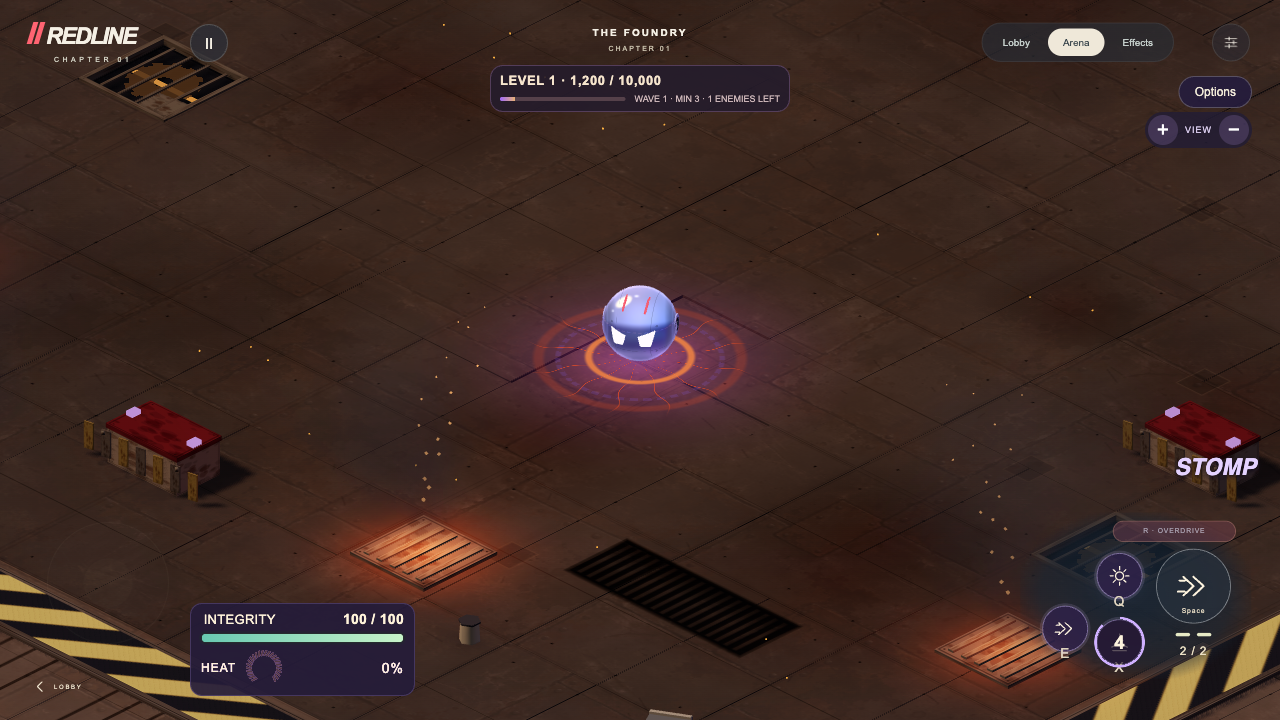 REDLINE
CHAPTER 01
THE FOUNDRY
CHAPTER 01
LEVEL 1 · 1,200 / 10,000
WAVE 1 · MIN 3 · 1 ENEMIES LEFT
Lobby
Arena
Effects
Options
+ VIEW −
STOMP
R · OVERDRIVE
Q
Space
E
4
X
2 / 2
INTEGRITY 100 / 100
HEAT 0%
LOBBY